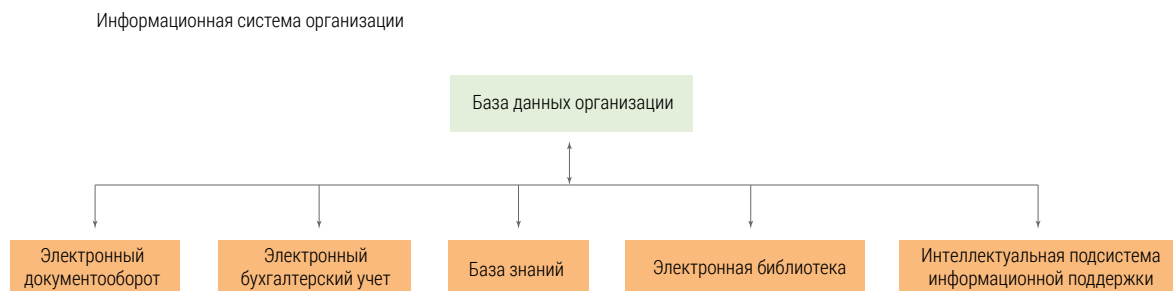 Информационная система организации
База данных организации
Электронный
документооборот
Электронный
бухгалтерский учет
База знаний
Электронная библиотека
Интеллектуальная подсистема
информационной поддержки